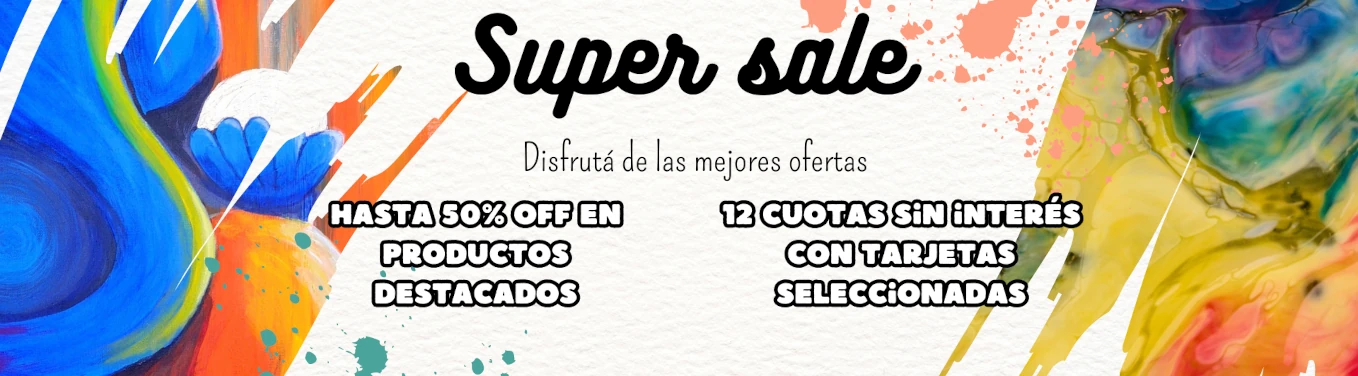 Super sale
Disfrutá de las mejores ofertas
HASTA 50% OFF EN
PRODUCTOS
DESTACADOS
12 CUOTAS SiN iNTERÉS
CON TARJETAS
SELECCiONADAS